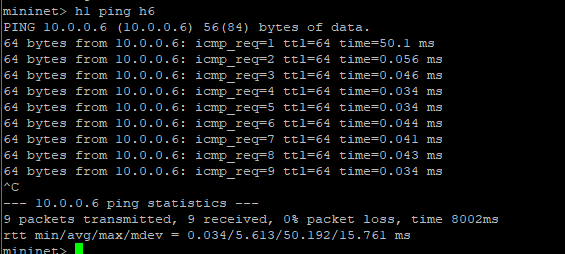 mininet> h1 ping h6
PING 10.0.0.6 (10.0.0.6) 56(84) bytes of data.
64 bytes from 10.0.0.6: icmp_req=1 ttl=64 time=50.1 ms
64 bytes from 10.0.0.6: icmp_req=2 ttl=64 time=0.056 ms
64 bytes from 10.0.0.6: icmp_req=3 ttl=64 time=0.046 ms
64 bytes from 10.0.0.6: icmp_req=4 ttl=64 time=0.034 ms
64 bytes from 10.0.0.6: icmp_req=5 ttl=64 time=0.034 ms
64 bytes from 10.0.0.6: icmp_req=6 ttl=64 time=0.044 ms
64 bytes from 10.0.0.6: icmp_req=7 ttl=64 time=0.041 ms
64 bytes from 10.0.0.6: icmp_req=8 ttl=64 time=0.043 ms
64 bytes from 10.0.0.6: icmp_req=9 ttl=64 time=0.034 ms
^C
--- 10.0.0.6 ping statistics ---
9 packets transmitted, 9 received, 0% packet loss, time 8002ms
rtt min/avg/max/mdev = 0.034/5.613/50.192/15.761 ms
mininet>